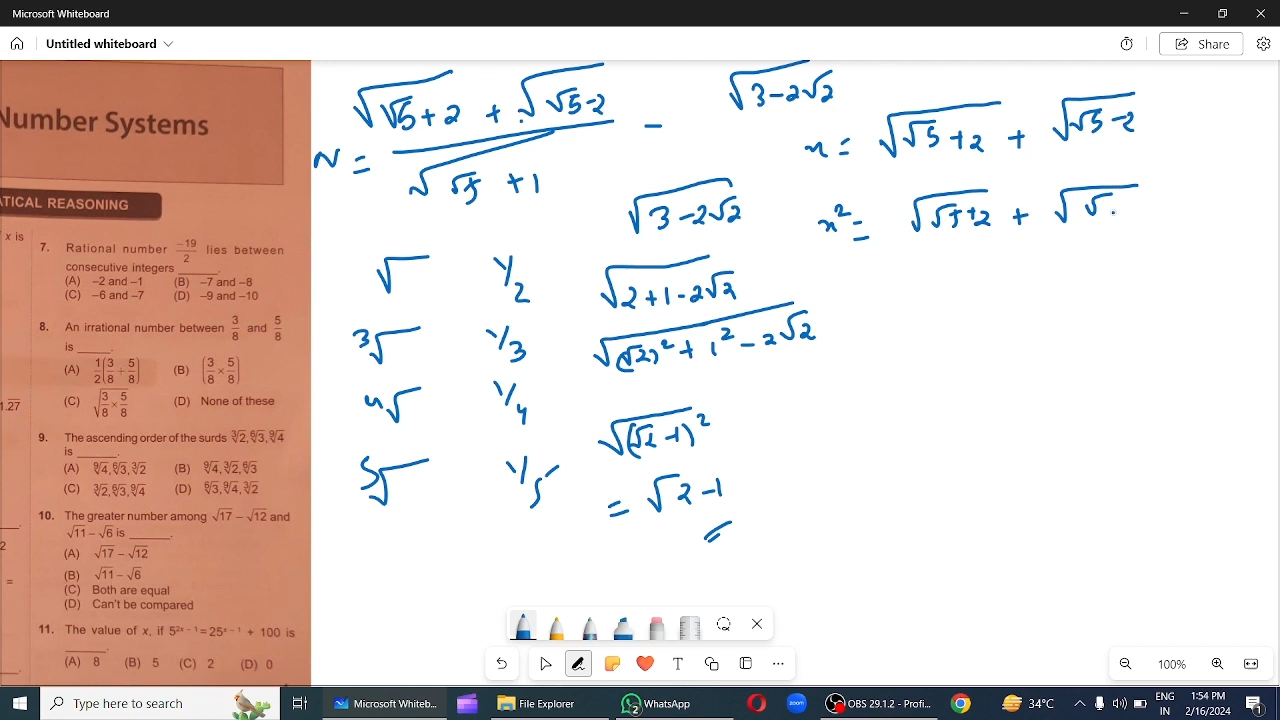 Microsoft Whiteboard
Untitled whiteboard
Share
Number Systems
ATICAL REASONING
x is
7. Rational number −19/2 lies between
consecutive integers ______.
(A) −2 and −1 (B) −7 and −8
(C) −6 and −7 (D) −9 and −10
8. An irrational number between 3/8 and 5/8
is _____.
(A) 1/2(3/8 + 5/8) (B) (3/8 × 5/8)
1.27
(C) √(3/8 × 5/8) (D) None of these
9. The ascending order of the surds ∛2, ⁶√3, ⁹√4
is ______.
(A) ⁹√4, ⁶√3, ∛2 (B) ⁹√4, ∛2, ⁶√3
(C) ∛2, ⁶√3, ⁹√4 (D) ⁶√3, ⁹√4, ∛2
10. The greater number among √17 − √12 and
√11 − √6 is ______.
2
(A) √17 − √12
=
(B) √11 − √6
(C) Both are equal
(D) Can't be compared
11. The value of x, if 5²ˣ⁻¹ = 25ˣ⁻¹ + 100 is
______.
(A) 8 (B) 5 (C) 2 (D) 0
N = (√(√5+2) + √(√5-2)) / √(√5+1) − √(3-2√2)
√(3-2√2)
√ 1/2
∛ 1/3
4√ 1/4
5√ 1/5
√(2+1-2√2)
√((√2)² + 1² - 2√2)
√((√2-1)²)
= √2-1
x = √(√5+2) + √(√5-2)
x² = √(√5+2) + √(√
100%
Type here to search
Microsoft Whiteb...
File Explorer
2
WhatsApp
zoom
OBS 29.1.2 - Profi...
34°C
ENG
IN
1:54 PM
2/16/2024